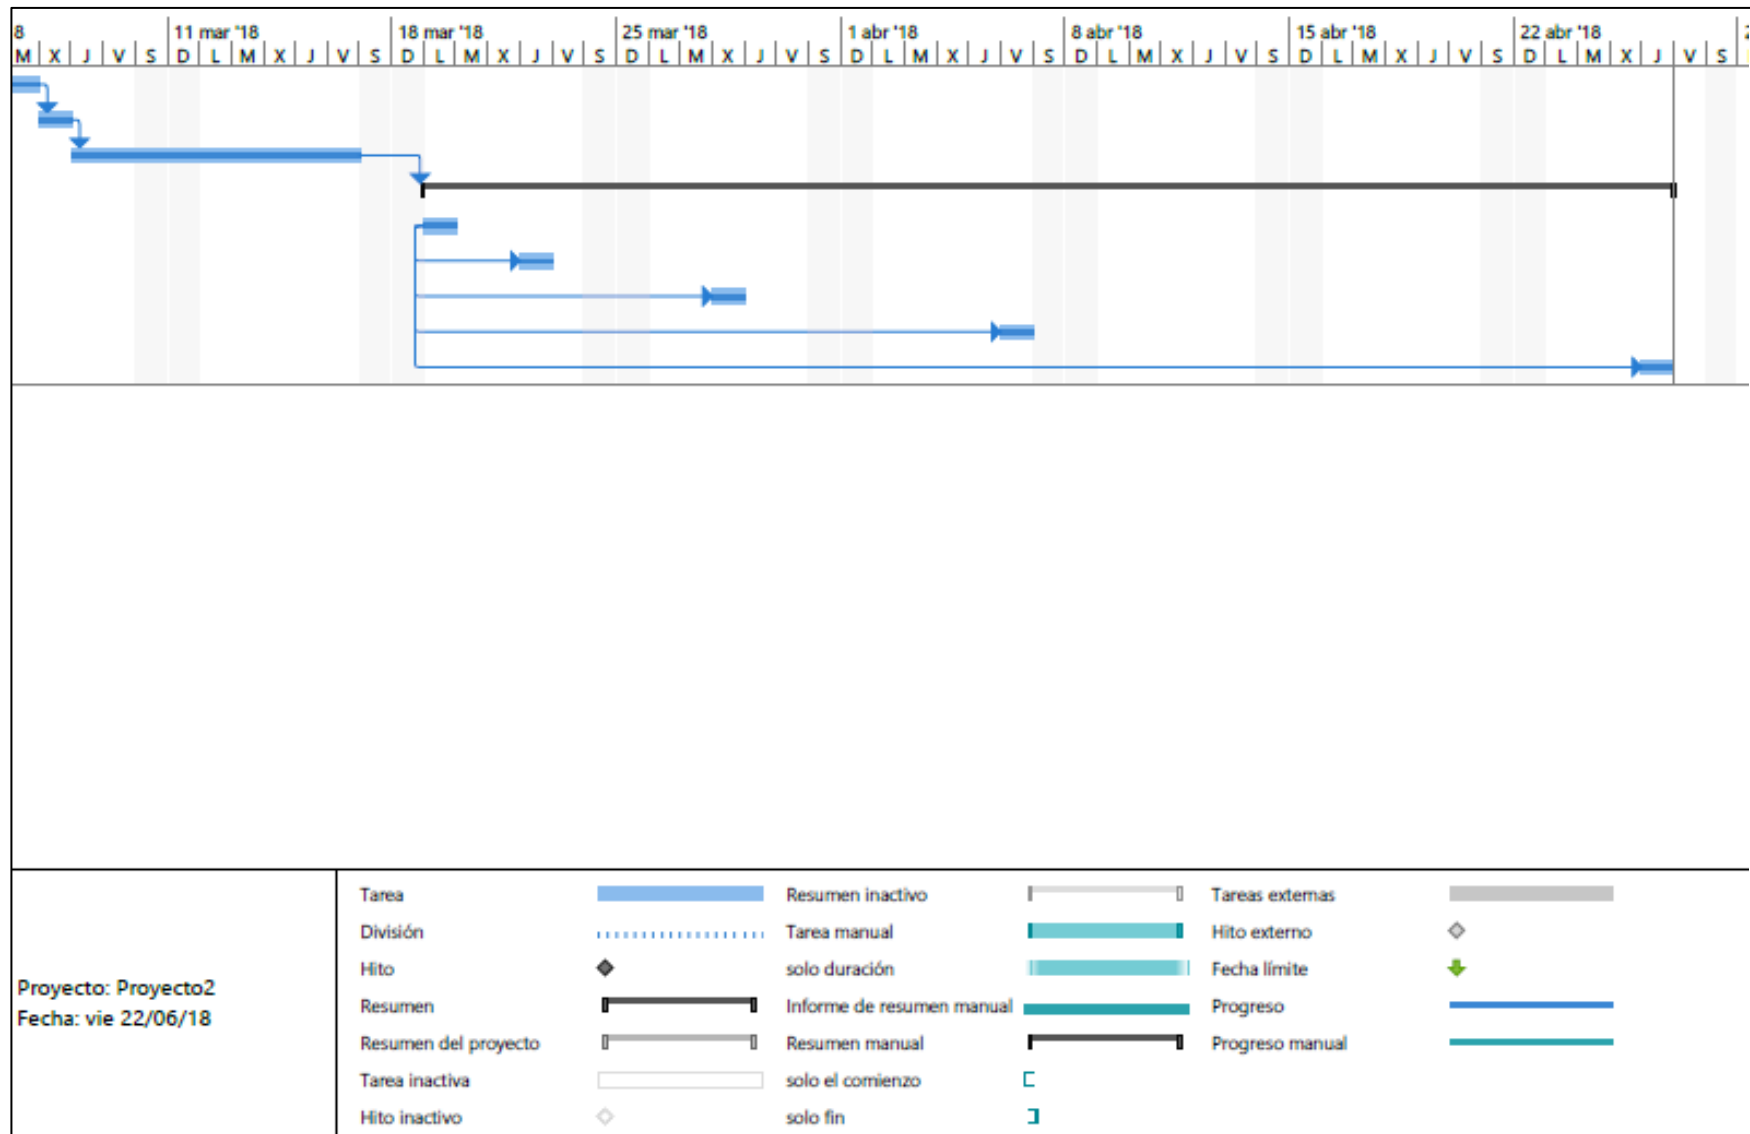 8 11 mar '18 18 mar '18 25 mar '18 1 abr '18 8 abr '18 15 abr '18 22 abr '18 2
M X J V S D L M X J V S D L M X J V S D L M X J V S D L M X J V S D L M X J V S D L M X J V S D L M X J V S
Proyecto: Proyecto2
Fecha: vie 22/06/18
Tarea
División
Hito
Resumen
Resumen del proyecto
Tarea inactiva
Hito inactivo
Resumen inactivo
Tarea manual
solo duración
Informe de resumen manual
Resumen manual
solo el comienzo
solo fin
Tareas externas
Hito externo
Fecha límite
Progreso
Progreso manual